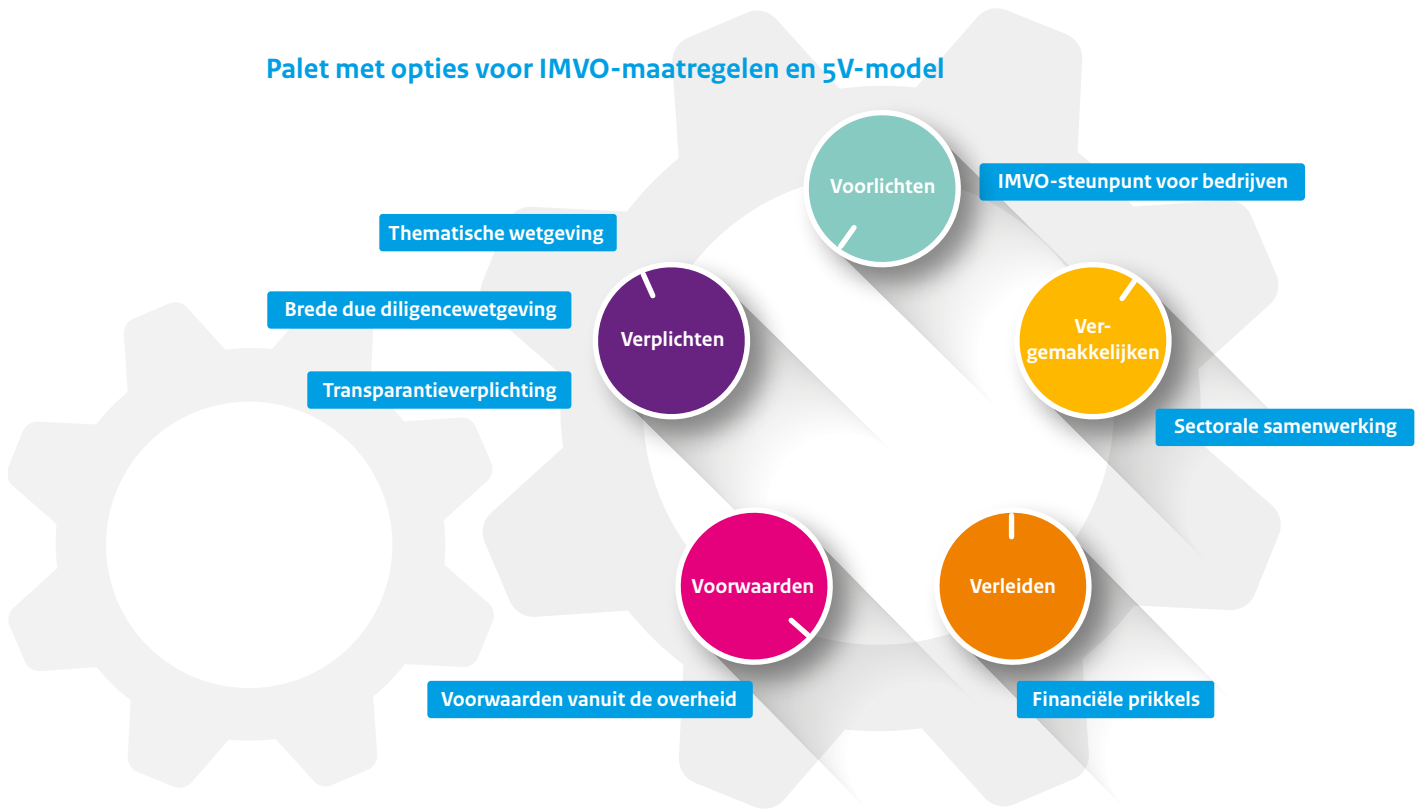 Palet met opties voor IMVO-maatregelen en 5V-model
Voorlichten
IMVO-steunpunt voor bedrijven
Thematische wetgeving
Brede due diligencewetgeving
Verplichten
Transparantieverplichting
Ver-
gemakkelijken
Sectorale samenwerking
Voorwaarden
Verleiden
Voorwaarden vanuit de overheid
Financiële prikkels